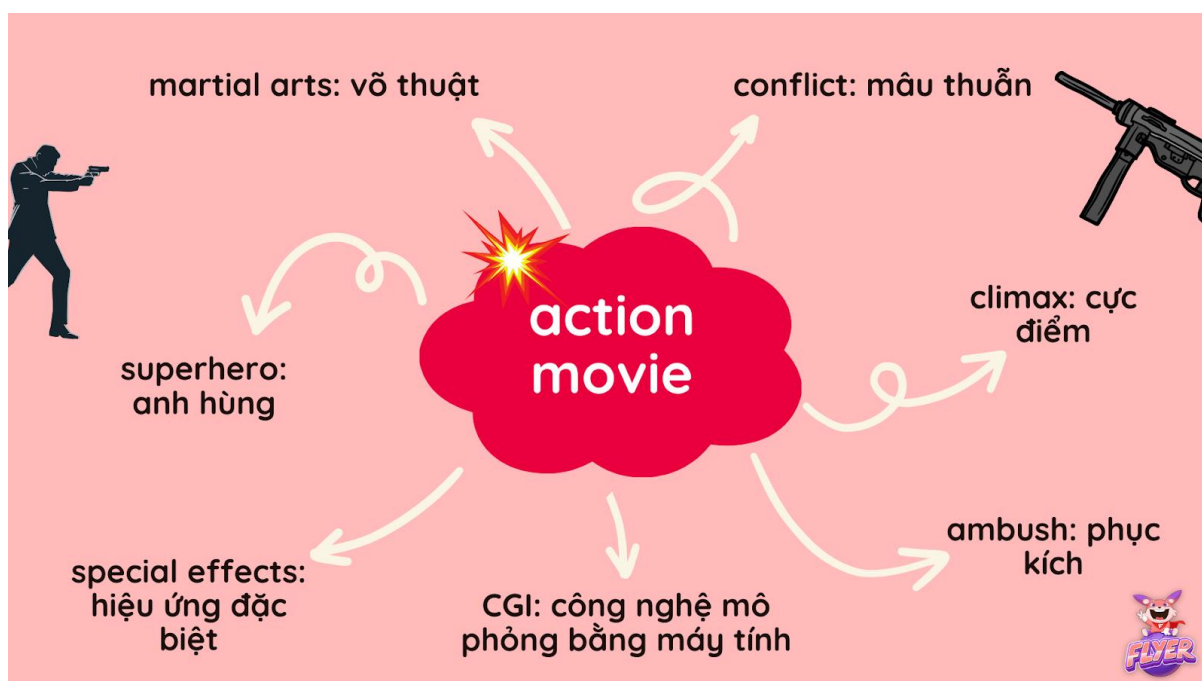 martial arts: võ thuật
conflict: mâu thuẫn
action
movie
climax: cực
điểm
superhero:
anh hùng
ambush: phục
kích
special effects:
hiệu ứng đặc
biệt
CGI: công nghệ mô
phỏng bằng máy tính
FLYER